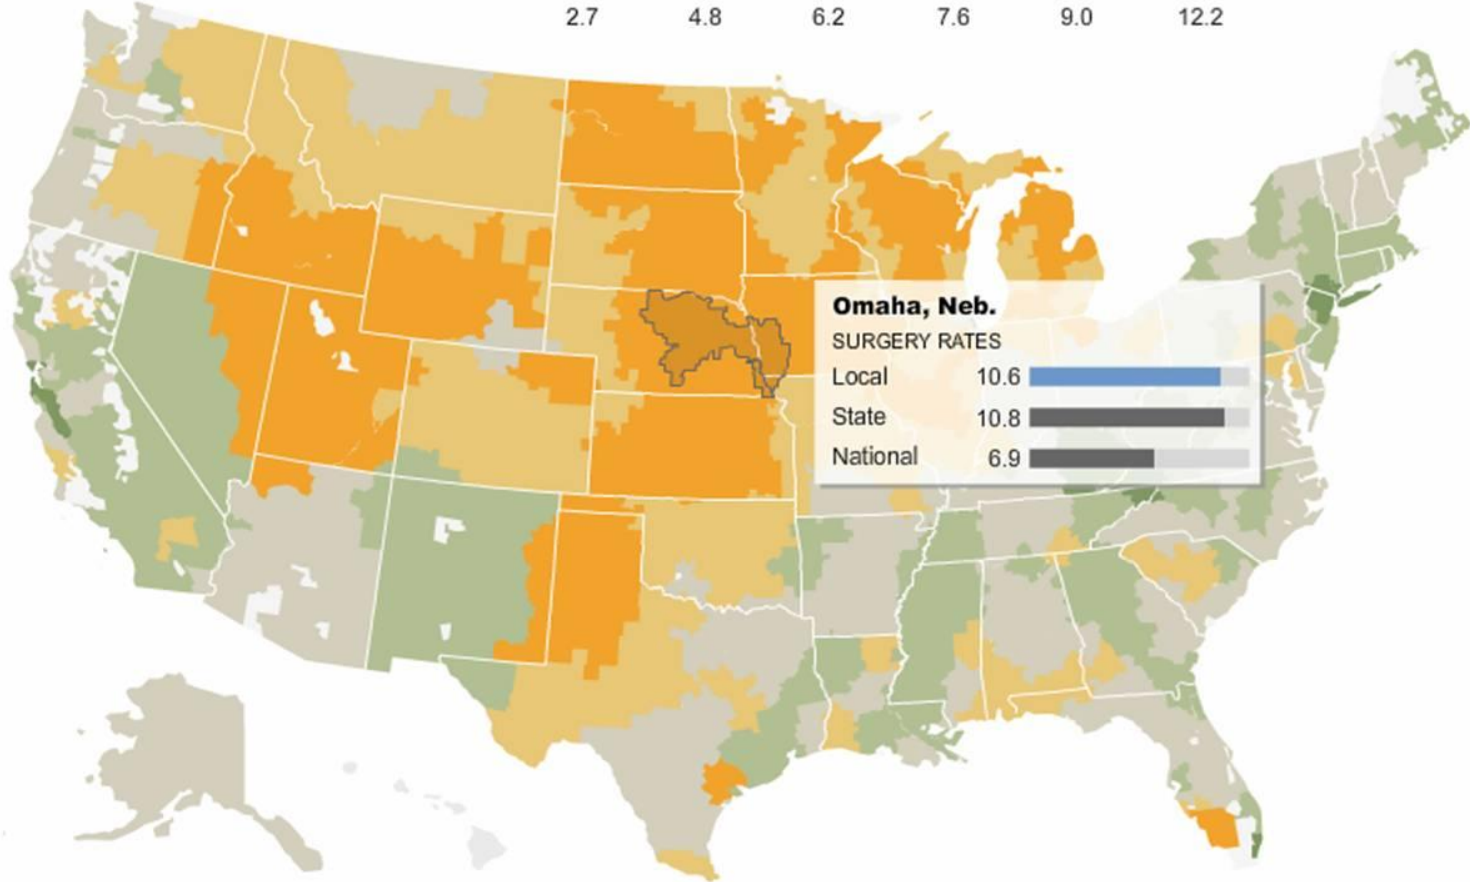 2.7 4.8 6.2 7.6 9.0 12.2
Omaha, Neb.
SURGERY RATES
Local 10.6
State 10.8
National 6.9